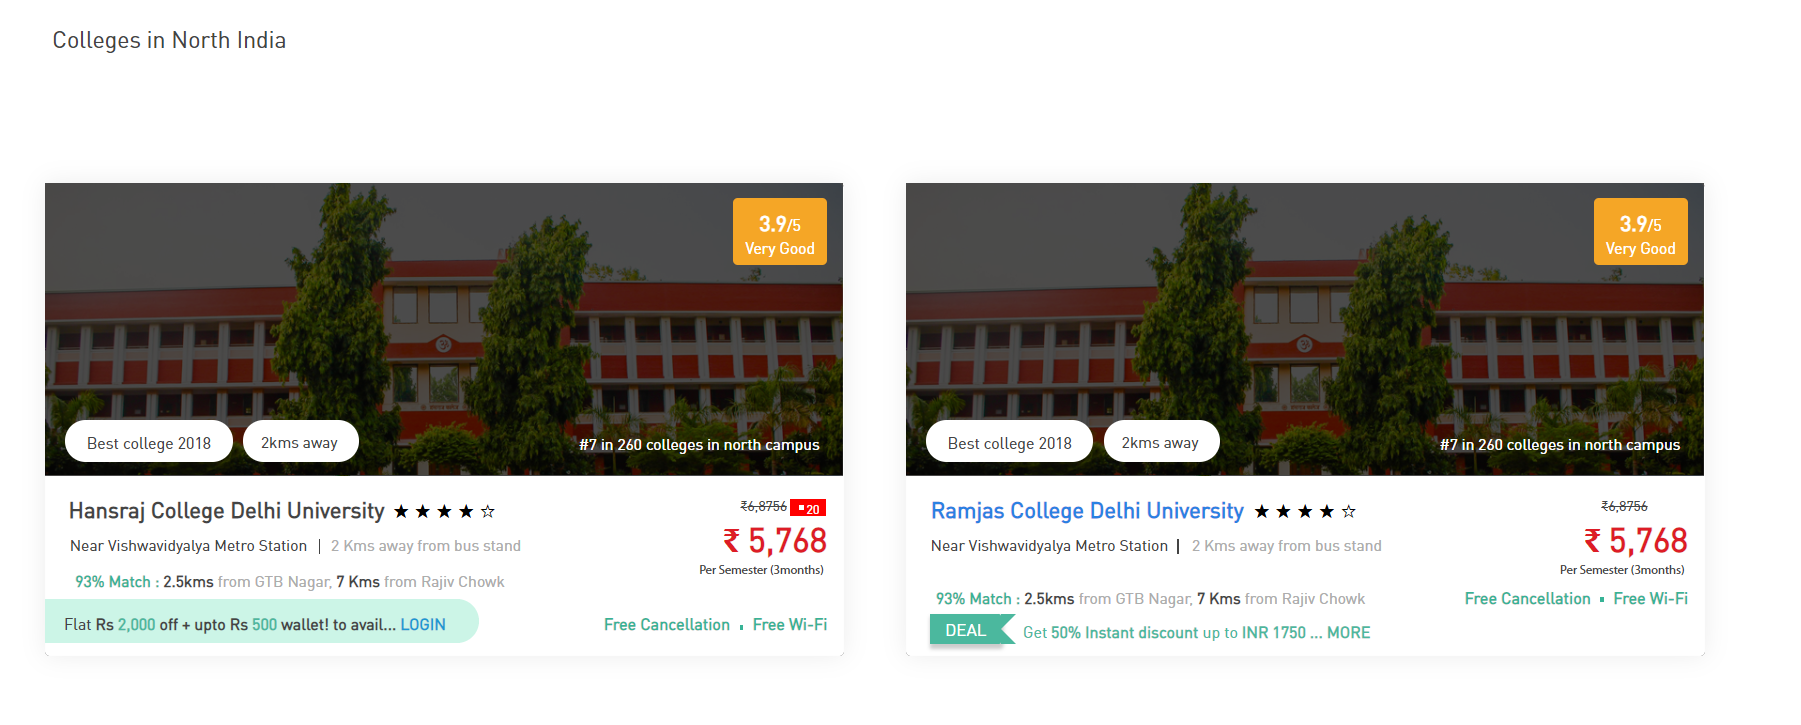 Colleges in North India
3.9/5
Very Good
Best college 2018
2kms away
#7 in 260 colleges in north campus
Hansraj College Delhi University ★ ★ ★ ★ ☆
₹6,8756
20
Near Vishwavidyalya Metro Station | 2 Kms away from bus stand
₹ 5,768
Per Semester (3months)
93% Match : 2.5kms from GTB Nagar, 7 Kms from Rajiv Chowk
Flat Rs 2,000 off + upto Rs 500 wallet! to avail... LOGIN
Free Cancellation ▪ Free Wi-Fi
3.9/5
Very Good
Best college 2018
2kms away
#7 in 260 colleges in north campus
Ramjas College Delhi University ★ ★ ★ ★ ☆
₹6,8756
Near Vishwavidyalya Metro Station | 2 Kms away from bus stand
₹ 5,768
Per Semester (3months)
93% Match : 2.5kms from GTB Nagar, 7 Kms from Rajiv Chowk
Free Cancellation ▪ Free Wi-Fi
DEAL
Get 50% Instant discount up to INR 1750 ... MORE